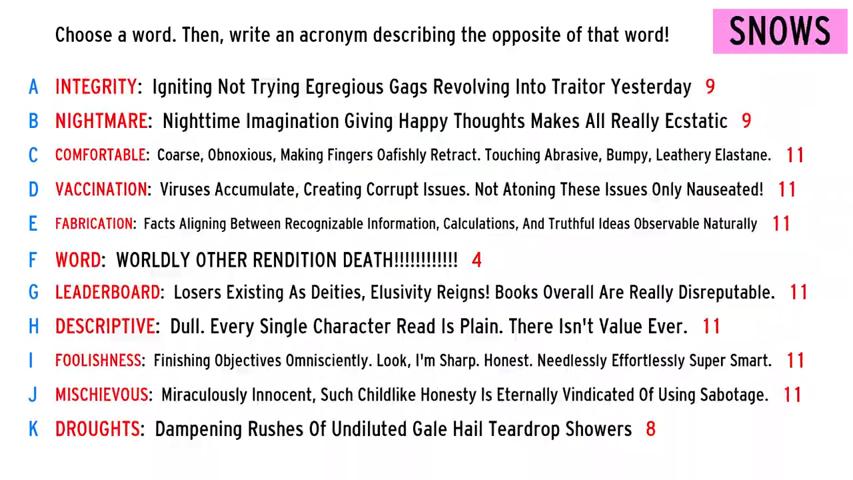 Choose a word. Then, write an acronym describing the opposite of that word!
SNOWS
A INTEGRITY: Igniting Not Trying Egregious Gags Revolving Into Traitor Yesterday 9
B NIGHTMARE: Nighttime Imagination Giving Happy Thoughts Makes All Really Ecstatic 9
C COMFORTABLE: Coarse, Obnoxious, Making Fingers Oafishly Retract. Touching Abrasive, Bumpy, Leathery Elastane. 11
D VACCINATION: Viruses Accumulate, Creating Corrupt Issues. Not Atoning These Issues Only Nauseated! 11
E FABRICATION: Facts Aligning Between Recognizable Information, Calculations, And Truthful Ideas Observable Naturally 11
F WORD: WORLDLY OTHER RENDITION DEATH!!!!!!!!!!!! 4
G LEADERBOARD: Losers Existing As Deities, Elusivity Reigns! Books Overall Are Really Disreputable. 11
H DESCRIPTIVE: Dull. Every Single Character Read Is Plain. There Isn't Value Ever. 11
I FOOLISHNESS: Finishing Objectives Omnisciently. Look, I'm Sharp. Honest. Needlessly Effortlessly Super Smart. 11
J MISCHIEVOUS: Miraculously Innocent, Such Childlike Honesty Is Eternally Vindicated Of Using Sabotage. 11
K DROUGHTS: Dampening Rushes Of Undiluted Gale Hail Teardrop Showers 8